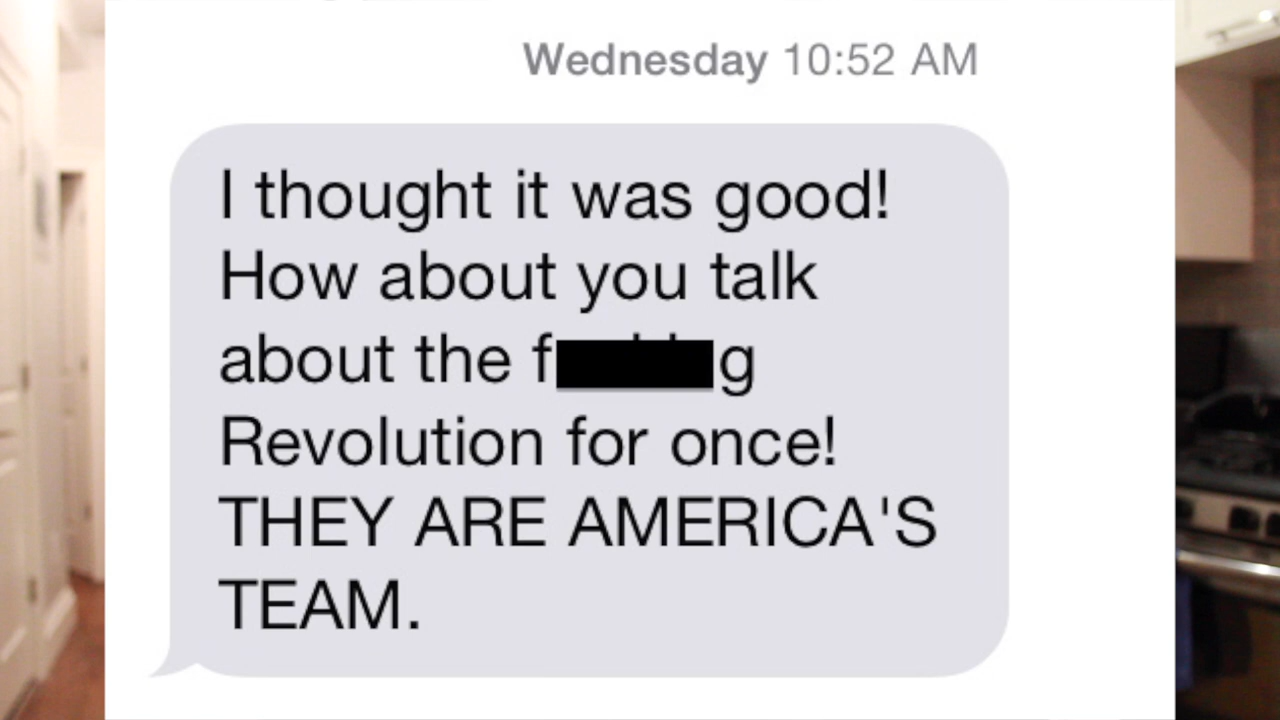 Wednesday 10:52 AM
I thought it was good!
How about you talk
about the f g
Revolution for once!
THEY ARE AMERICA'S
TEAM.